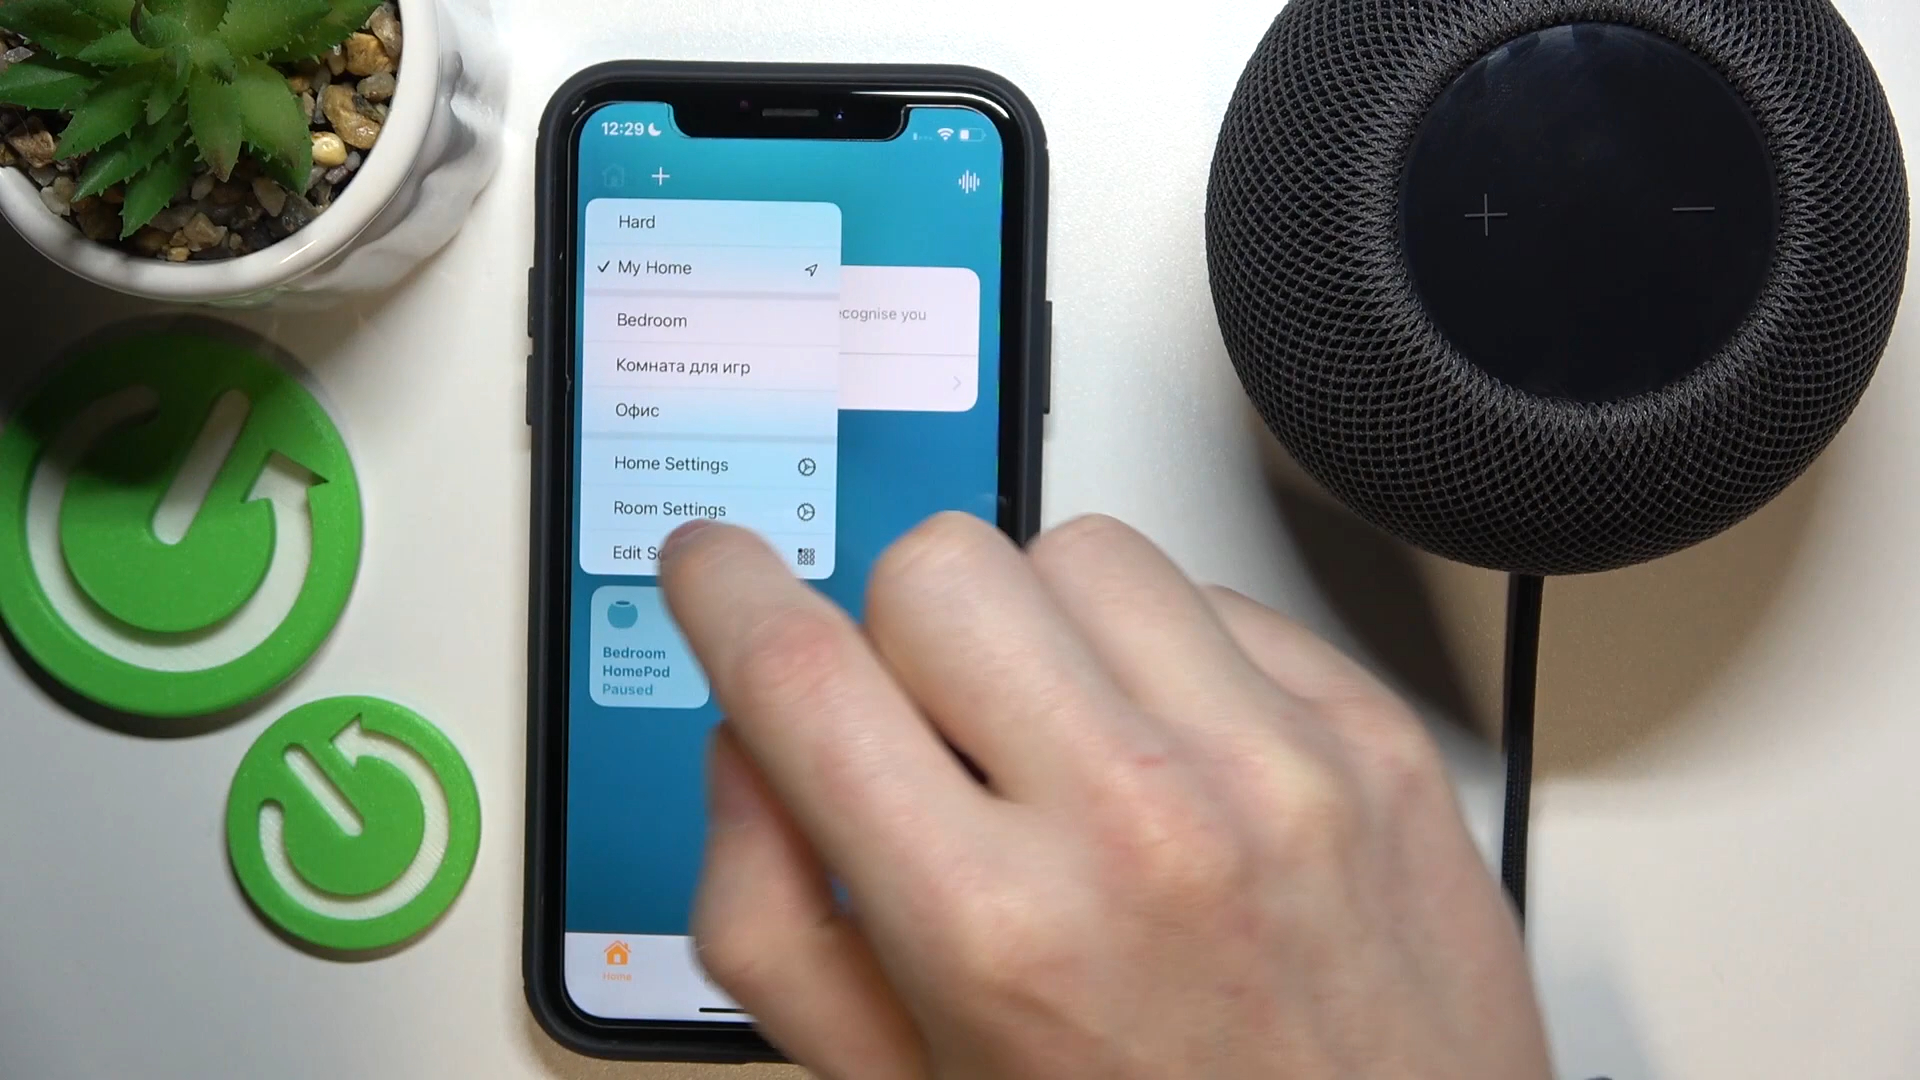 12:29
Hard
My Home
ecognise you
Bedroom
Комната для игр
Офис
Home Settings
Room Settings
Edit
Bedroom
HomePod
Paused
Home